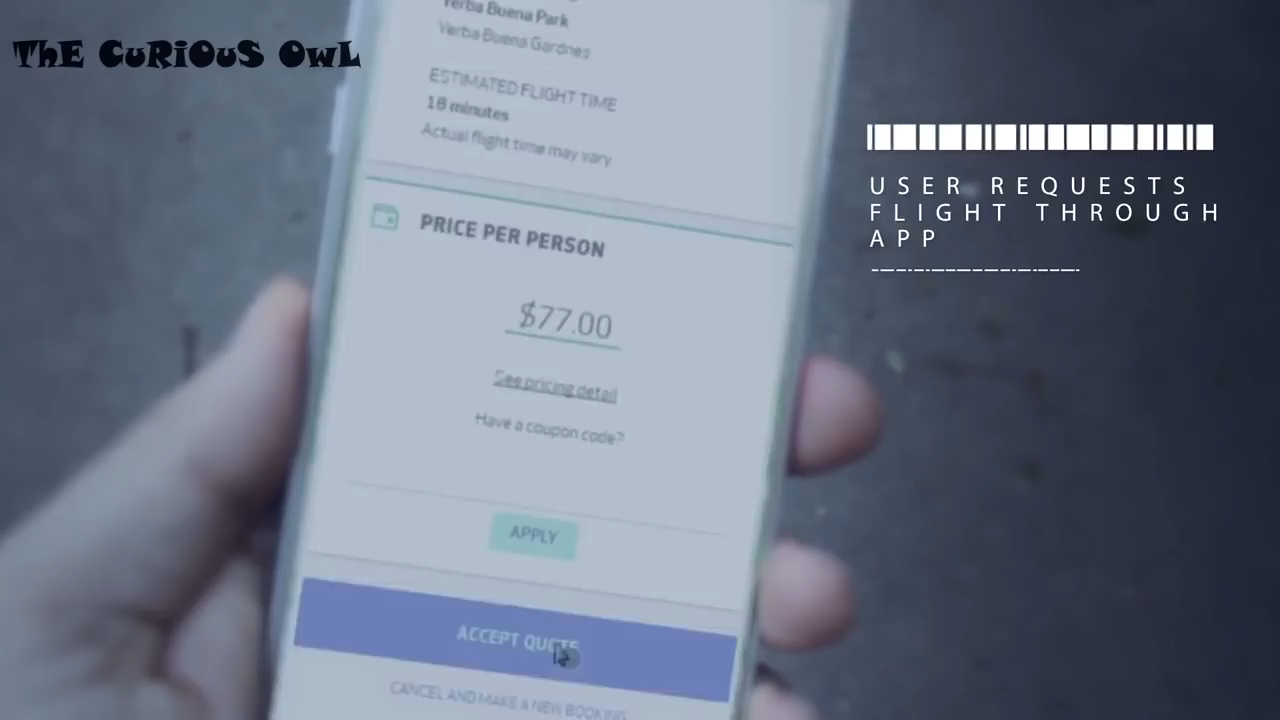 ThE CuRiOuS OwL
Yerba Buena Park
Yerba Buena Gardnes
ESTIMATED FLIGHT TIME
18 minutes
Actual flight time may vary
PRICE PER PERSON
$77.00
See pricing detail
Have a coupon code?
APPLY
ACCEPT QUOTE
CANCEL AND MAKE A NEW BOOKING
USER REQUESTS
FLIGHT THROUGH
APP